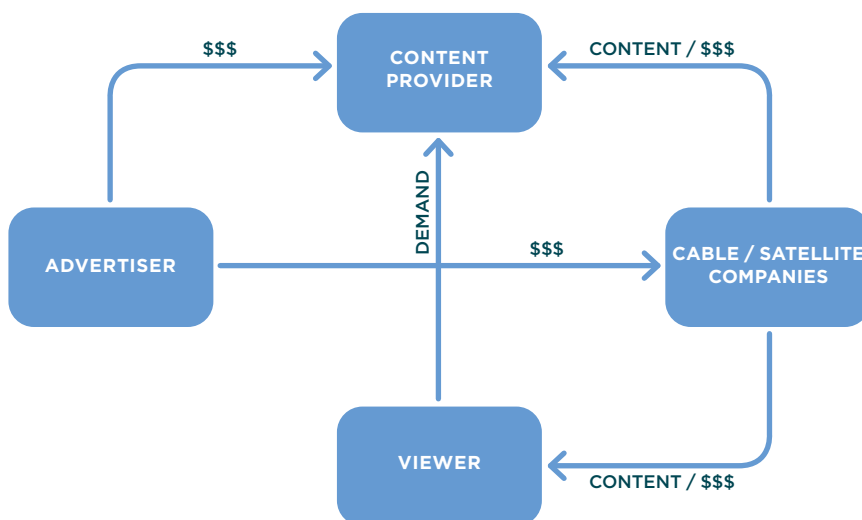 $$$
CONTENT / $$$
CONTENT
PROVIDER
DEMAND
ADVERTISER
$$$
CABLE / SATELLITE
COMPANIES
VIEWER
CONTENT / $$$